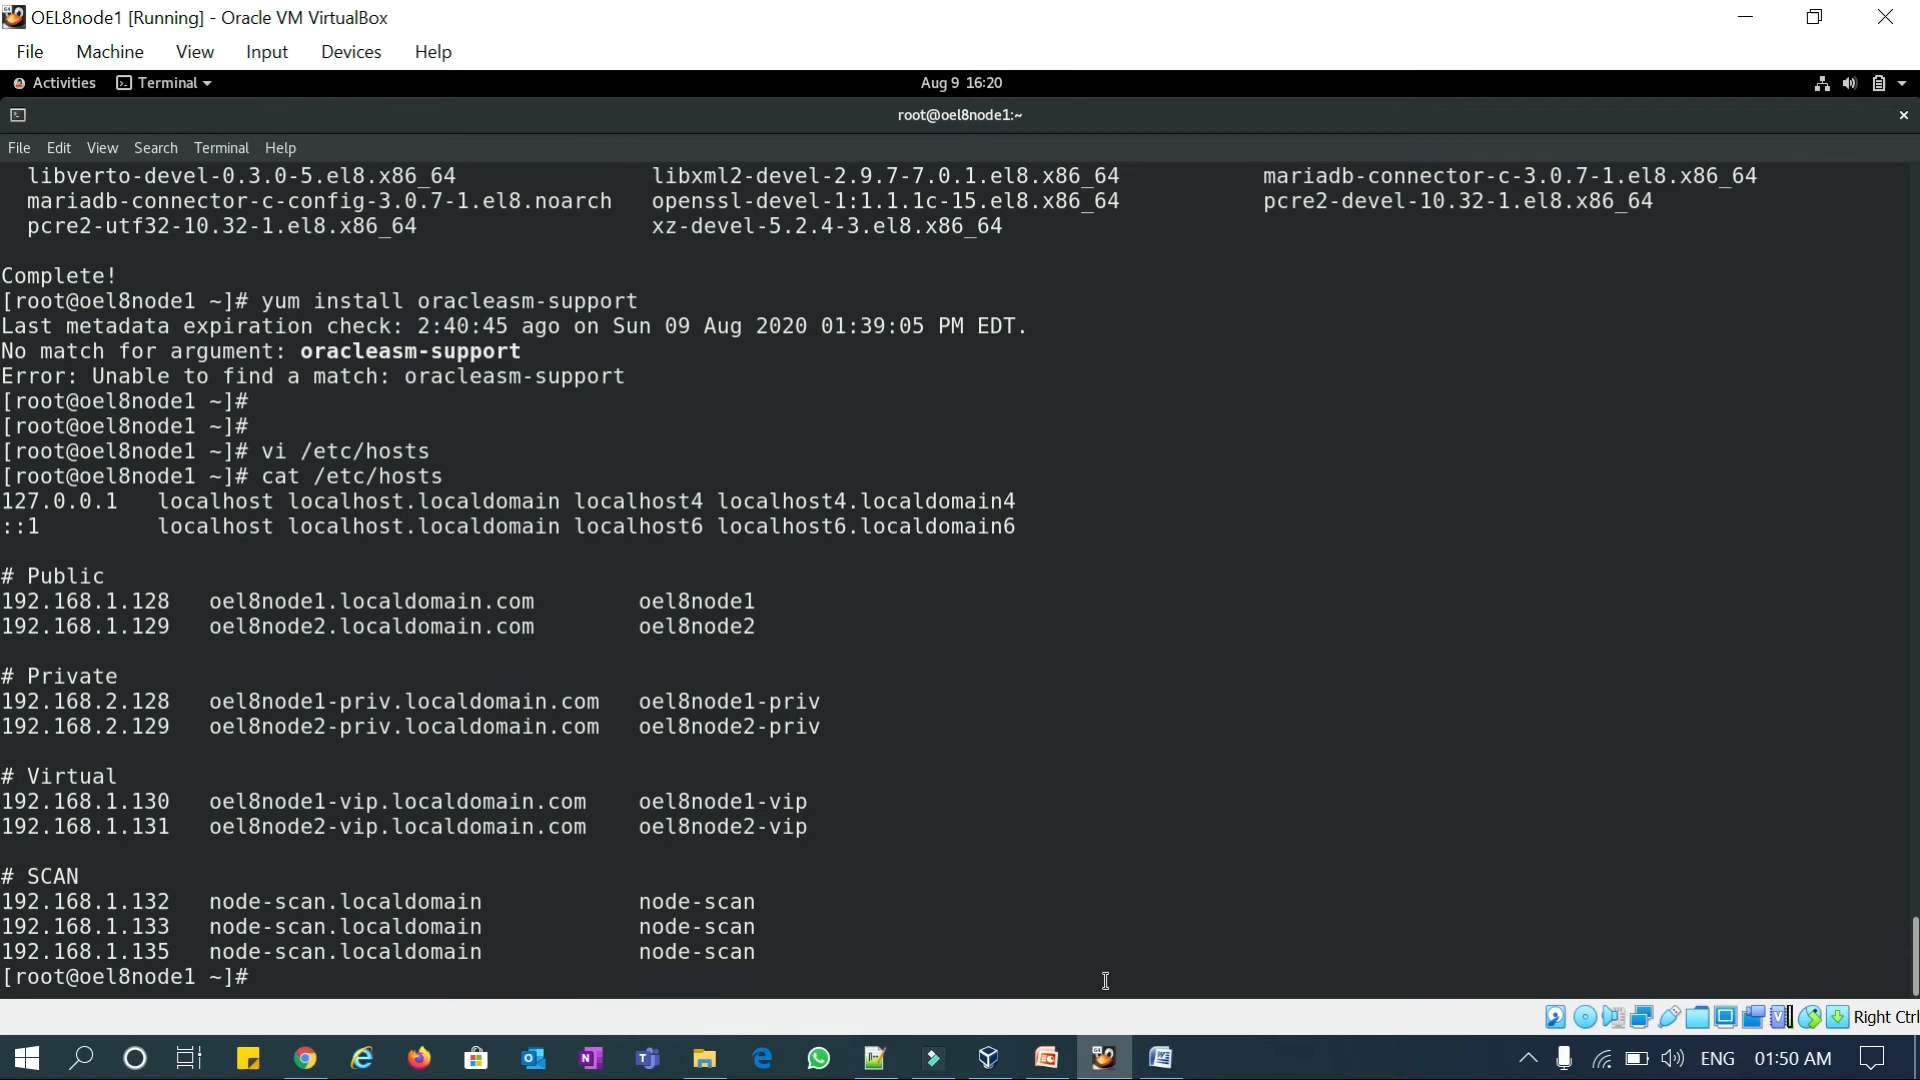 OEL8node1 [Running] - Oracle VM VirtualBox
File Machine View Input Devices Help
Activities Terminal Aug 9 16:20
root@oel8node1:~
File Edit View Search Terminal Help
libverto-devel-0.3.0-5.el8.x86_64 libxml2-devel-2.9.7-7.0.1.el8.x86_64 mariadb-connector-c-3.0.7-1.el8.x86_64
mariadb-connector-c-config-3.0.7-1.el8.noarch openssl-devel-1:1.1.1c-15.el8.x86_64 pcre2-devel-10.32-1.el8.x86_64
pcre2-utf32-10.32-1.el8.x86_64 xz-devel-5.2.4-3.el8.x86_64
Complete!
[root@oel8node1 ~]# yum install oracleasm-support
Last metadata expiration check: 2:40:45 ago on Sun 09 Aug 2020 01:39:05 PM EDT.
No match for argument: oracleasm-support
Error: Unable to find a match: oracleasm-support
[root@oel8node1 ~]#
[root@oel8node1 ~]#
[root@oel8node1 ~]# vi /etc/hosts
[root@oel8node1 ~]# cat /etc/hosts
127.0.0.1 localhost localhost.localdomain localhost4 localhost4.localdomain4
::1 localhost localhost.localdomain localhost6 localhost6.localdomain6
# Public
192.168.1.128 oel8node1.localdomain.com oel8node1
192.168.1.129 oel8node2.localdomain.com oel8node2
# Private
192.168.2.128 oel8node1-priv.localdomain.com oel8node1-priv
192.168.2.129 oel8node2-priv.localdomain.com oel8node2-priv
# Virtual
192.168.1.130 oel8node1-vip.localdomain.com oel8node1-vip
192.168.1.131 oel8node2-vip.localdomain.com oel8node2-vip
# SCAN
192.168.1.132 node-scan.localdomain node-scan
192.168.1.133 node-scan.localdomain node-scan
192.168.1.135 node-scan.localdomain node-scan
[root@oel8node1 ~]#
Right Ctrl
ENG 01:50 AM